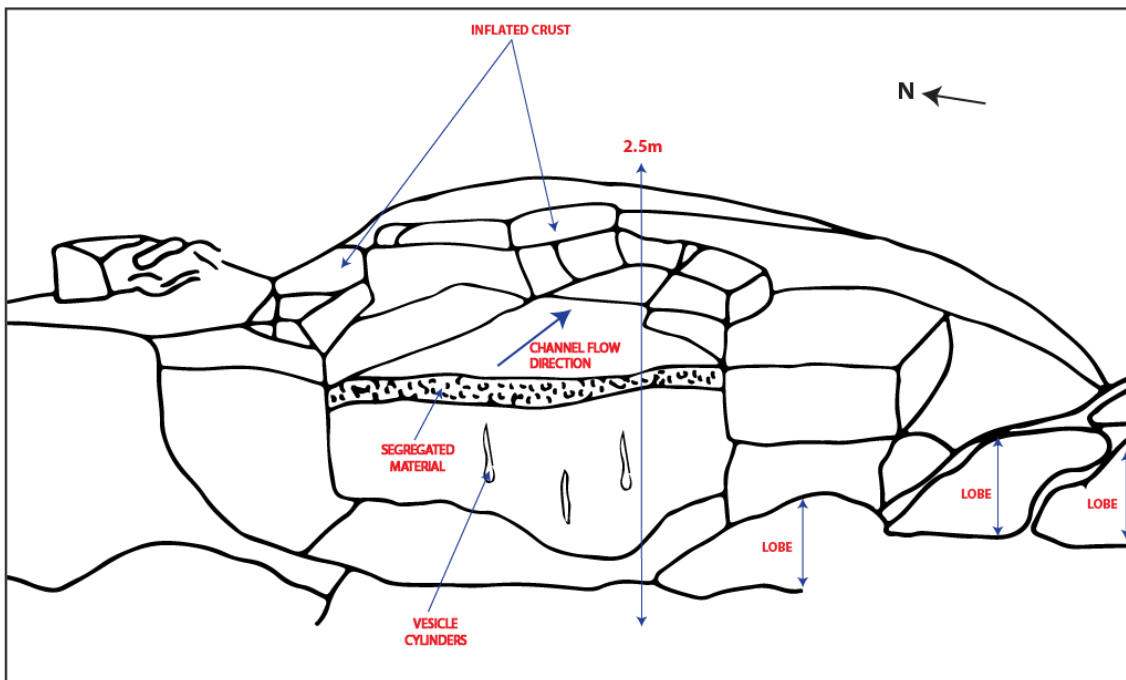 INFLATED CRUST
N
2.5m
CHANNEL FLOW
DIRECTION
SEGREGATED
MATERIAL
LOBE
LOBE
LOBE
VESICLE
CYLINDERS